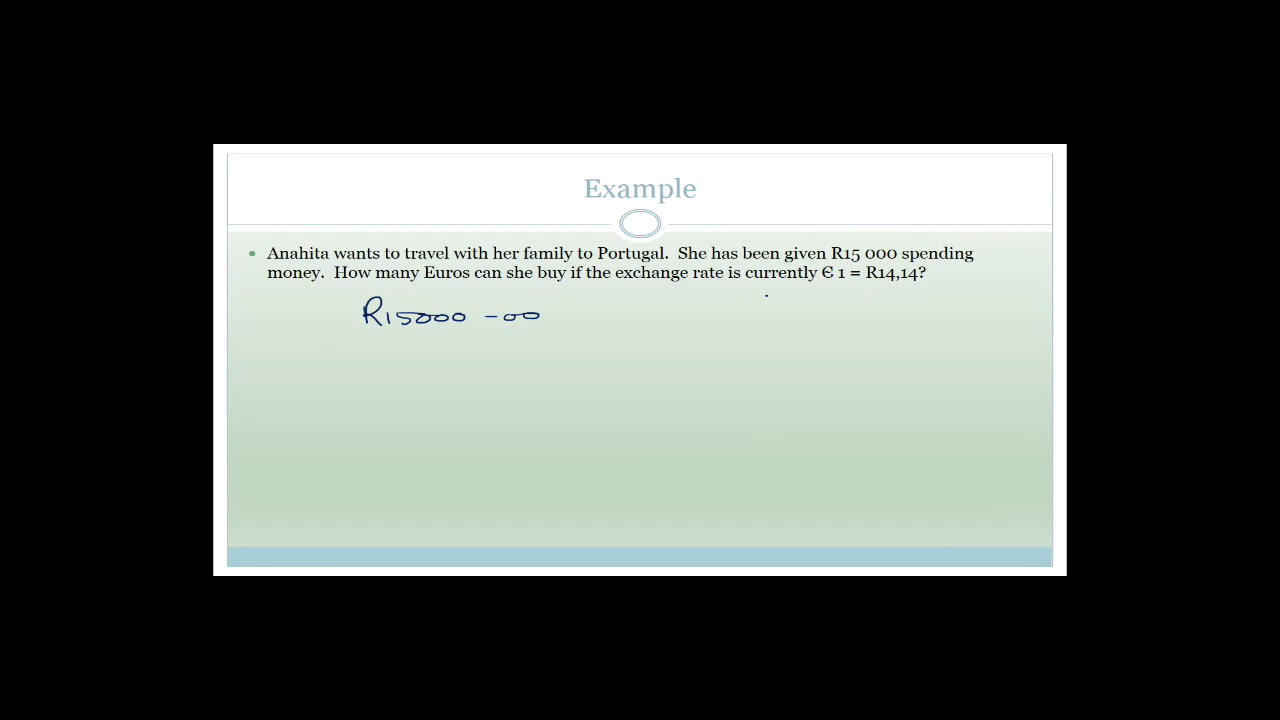 Example
• Anahita wants to travel with her family to Portugal. She has been given R15 000 spending
money. How many Euros can she buy if the exchange rate is currently € 1 = R14,14?
R15000 -00